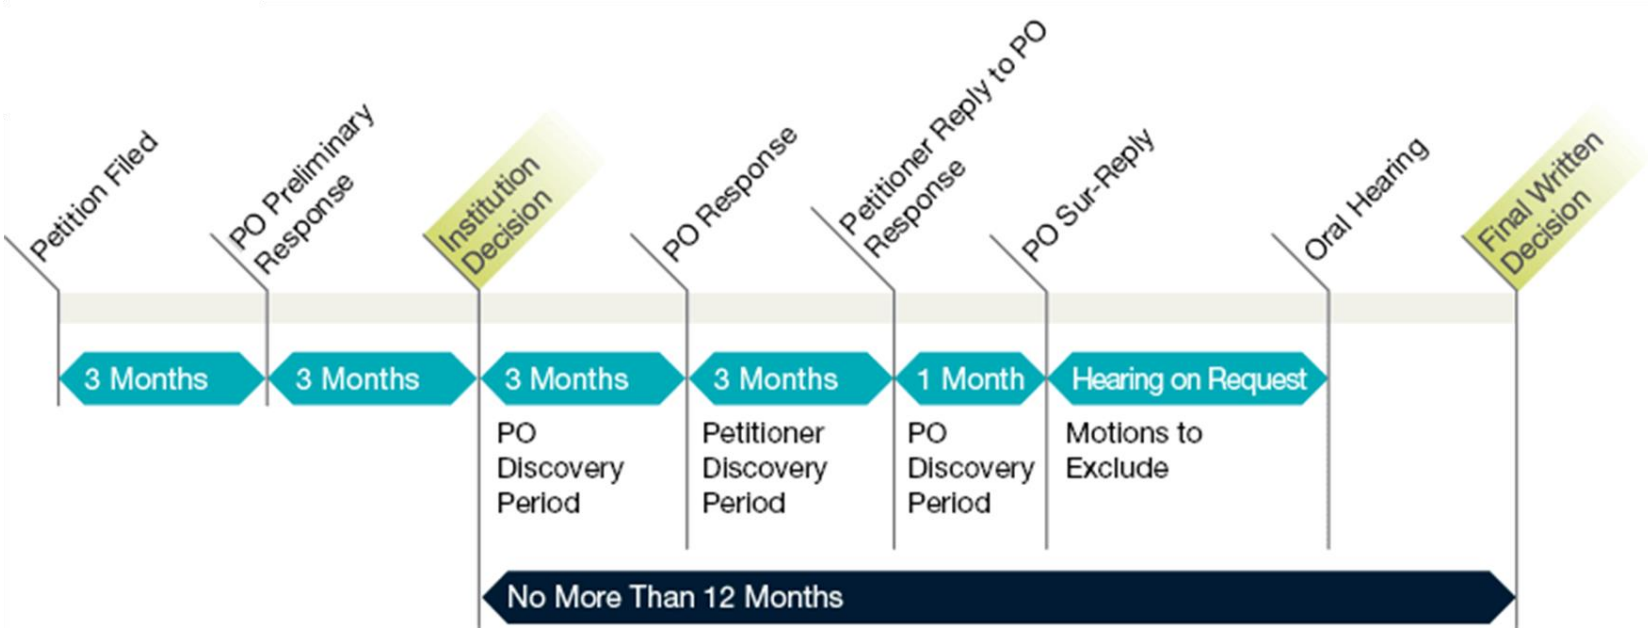 Petition Filed
PO Preliminary
Response
Institution
Decision
PO Response
Petitioner Reply to PO
Response
PO Sur-Reply
Oral Hearing
Final Written
Decision
3 Months
3 Months
3 Months
3 Months
1 Month
Hearing on Request
PO
Discovery
Period
Petitioner
Discovery
Period
PO
Discovery
Period
Motions to
Exclude
No More Than 12 Months